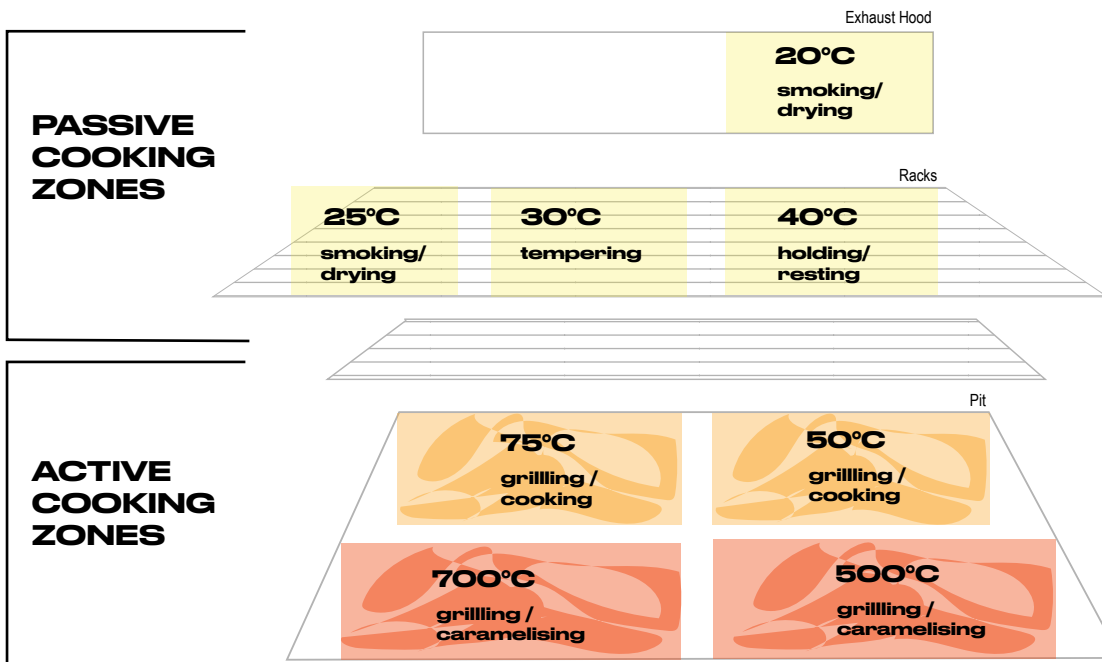 Exhaust Hood
20°C
smoking/
drying
PASSIVE
COOKING
ZONES
Racks
25°C
smoking/
drying
30°C
tempering
40°C
holding/
resting
Pit
ACTIVE
COOKING
ZONES
75°C
grillling /
cooking
50°C
grillling /
cooking
700°C
grillling /
caramelising
500°C
grillling /
caramelising